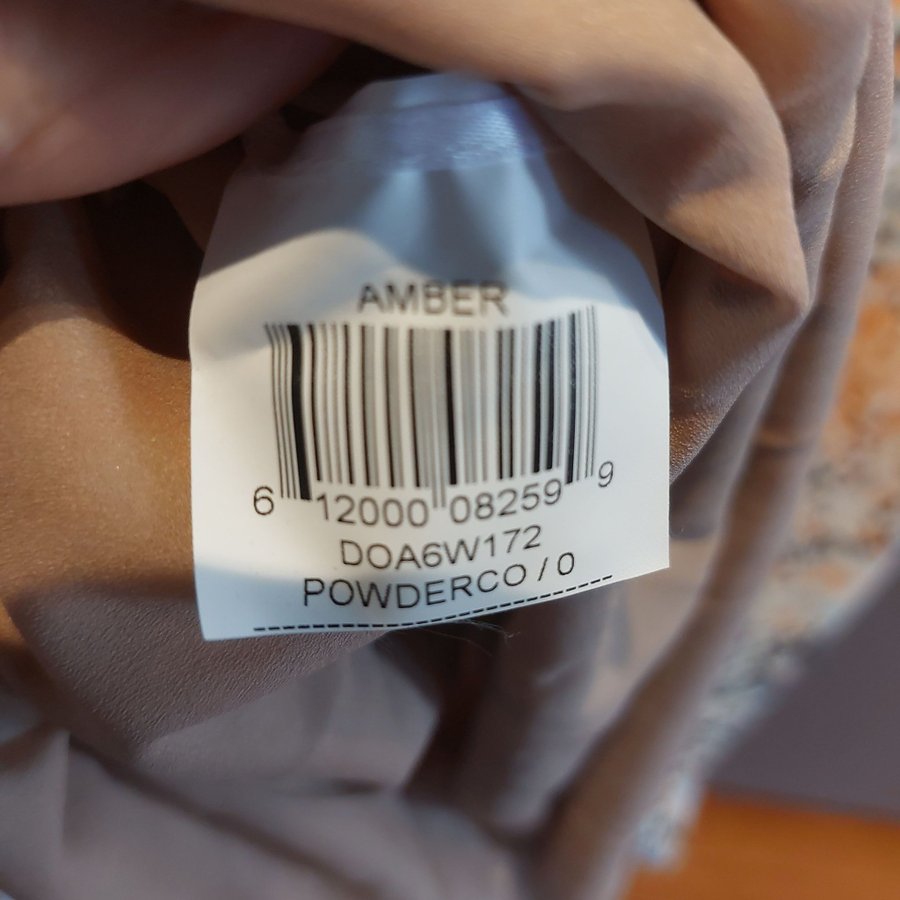 AMBER
6 12000 08259 9
DOA6W172
POWDERCO / 0